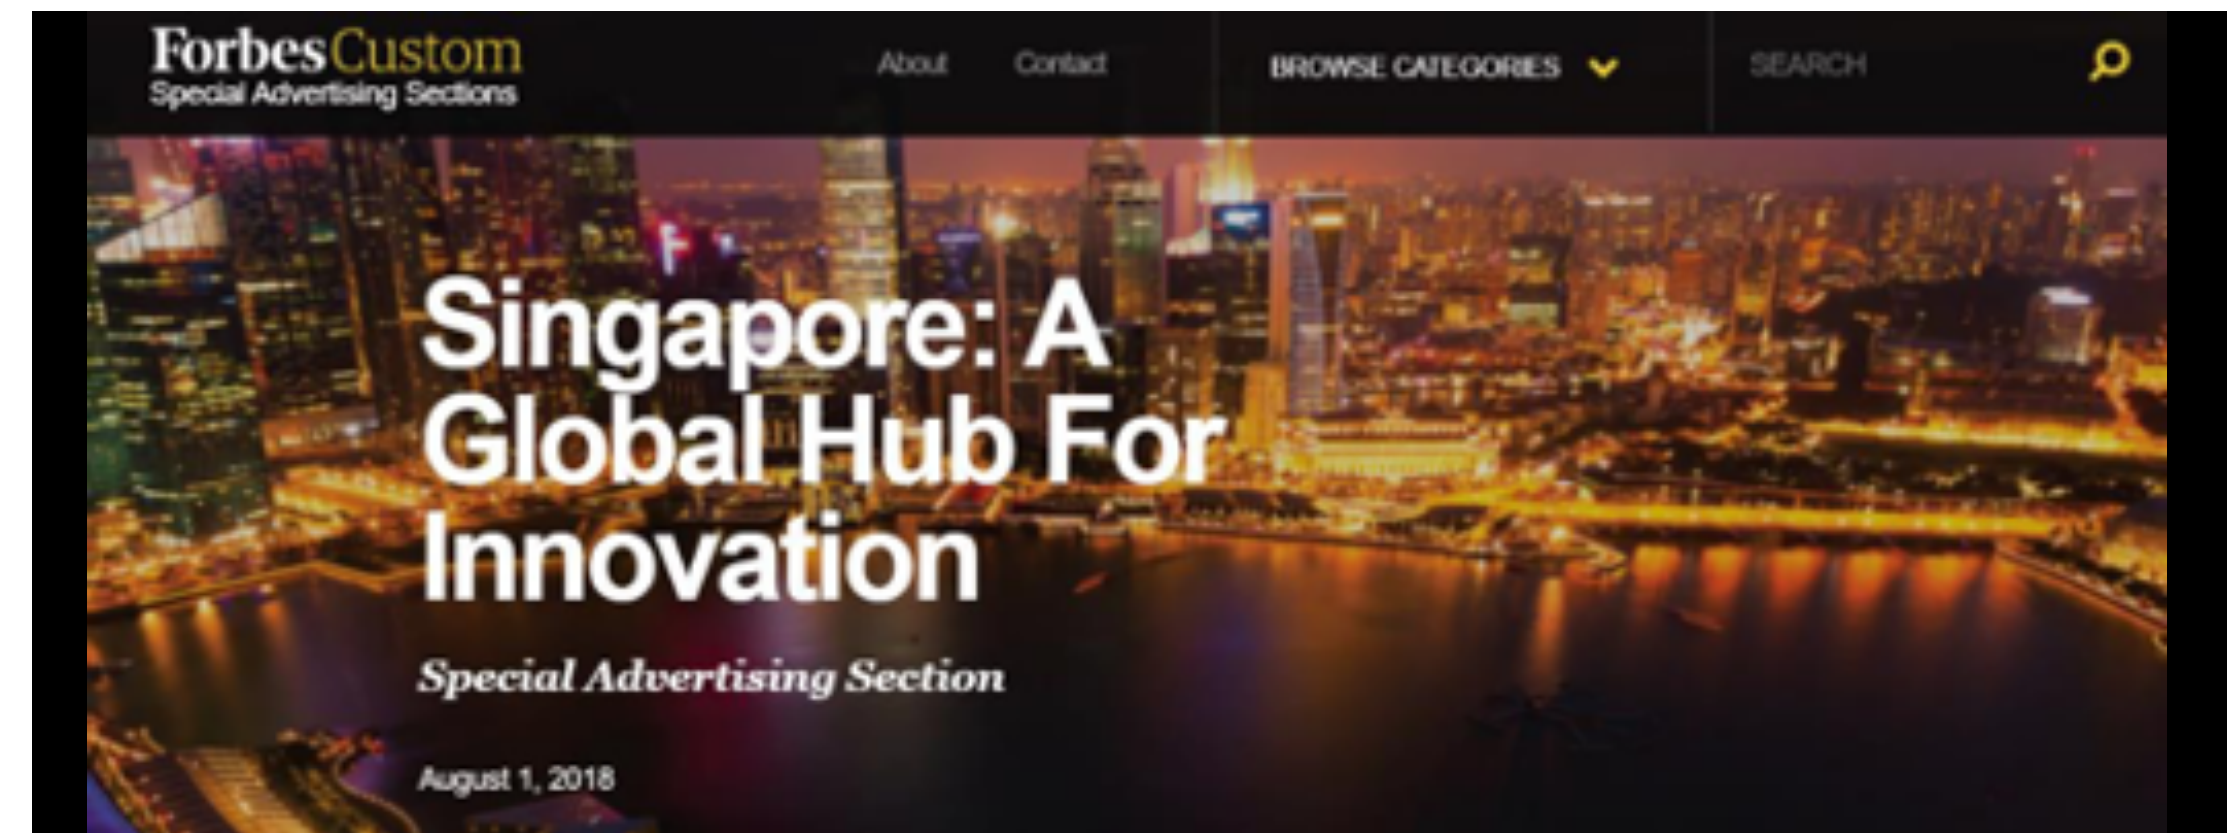 ForbesCustom
Special Advertising Sections
About
Contact
BROWSE CATEGORIES
SEARCH
Singapore: A
Global Hub For
Innovation
Special Advertising Section
August 1, 2018